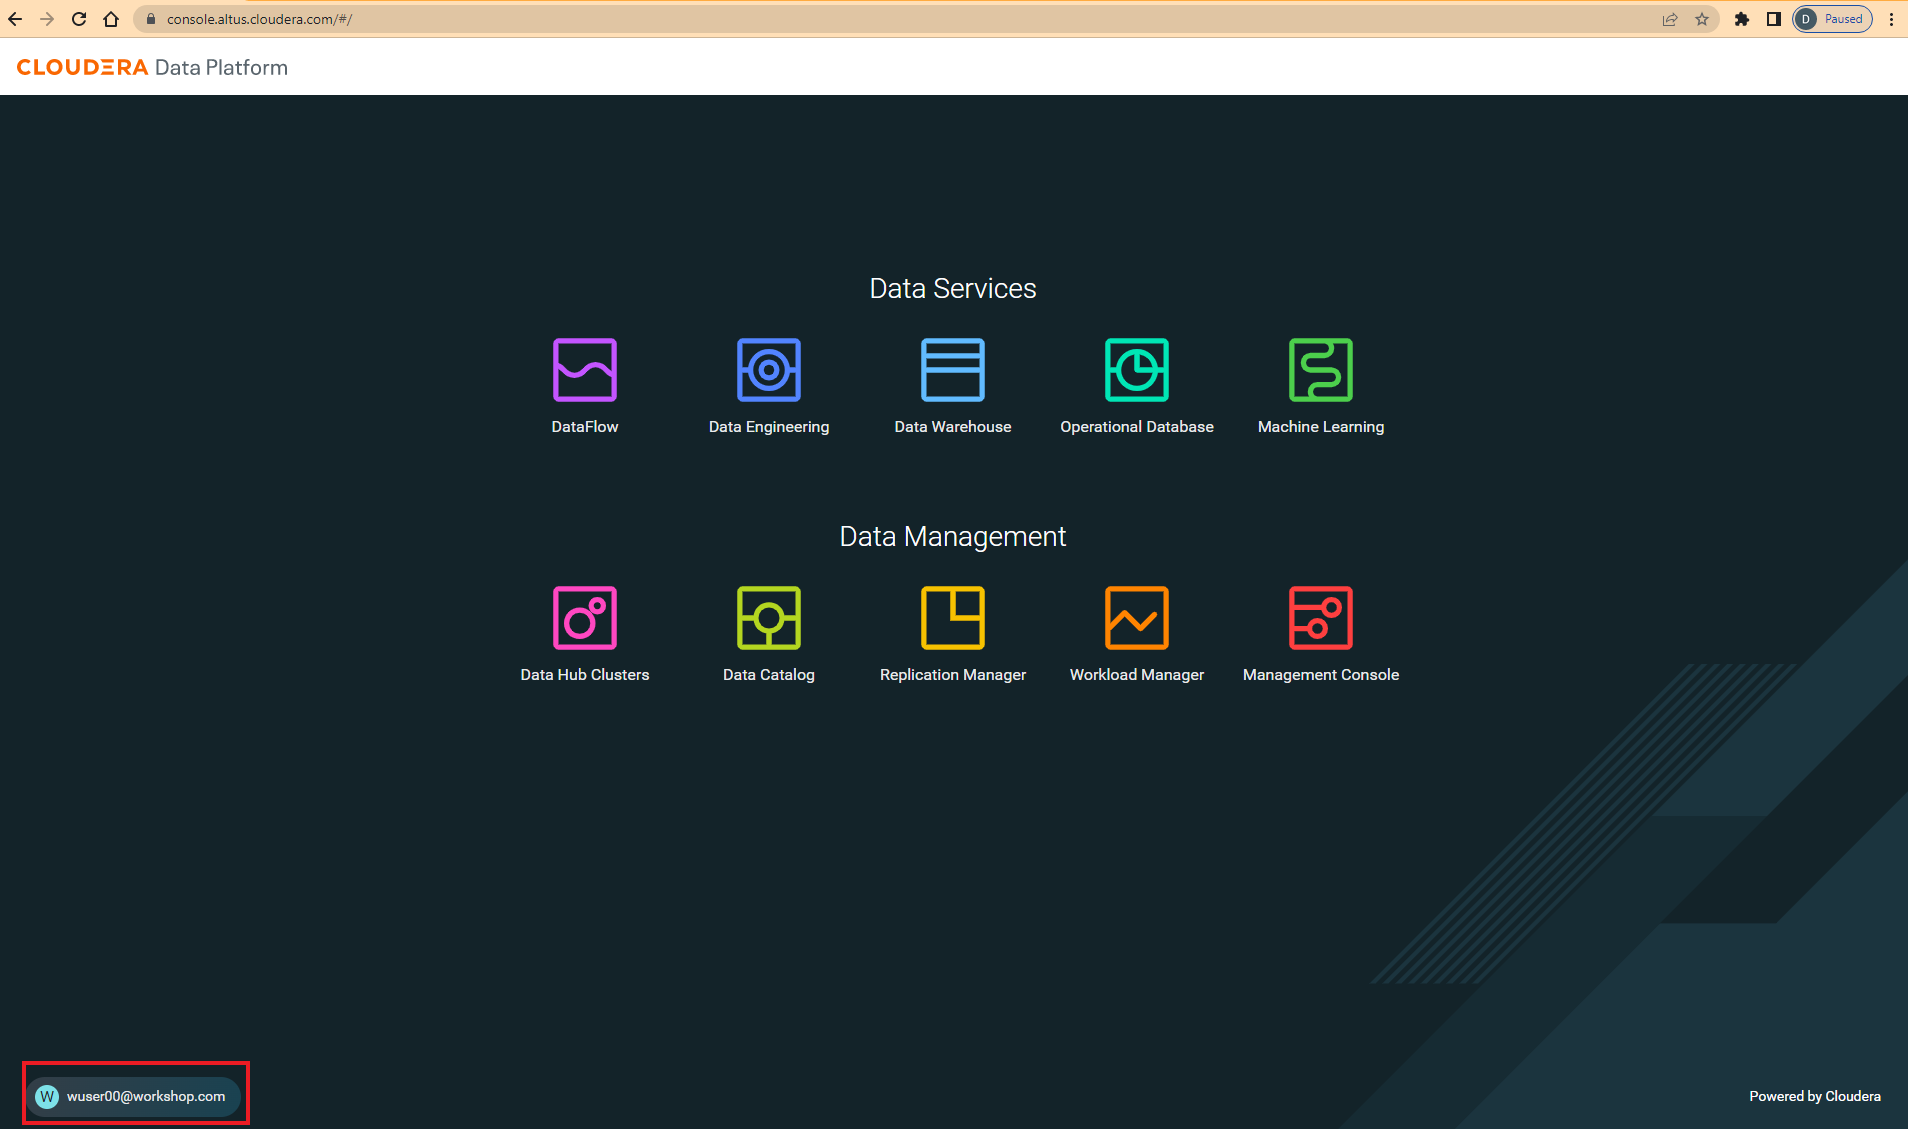 console.altus.cloudera.com/#/
D Paused
CLOUDERA Data Platform
Data Services
DataFlow
Data Engineering
Data Warehouse
Operational Database
Machine Learning
Data Management
Data Hub Clusters
Data Catalog
Replication Manager
Workload Manager
Management Console
W wuser00@workshop.com
Powered by Cloudera